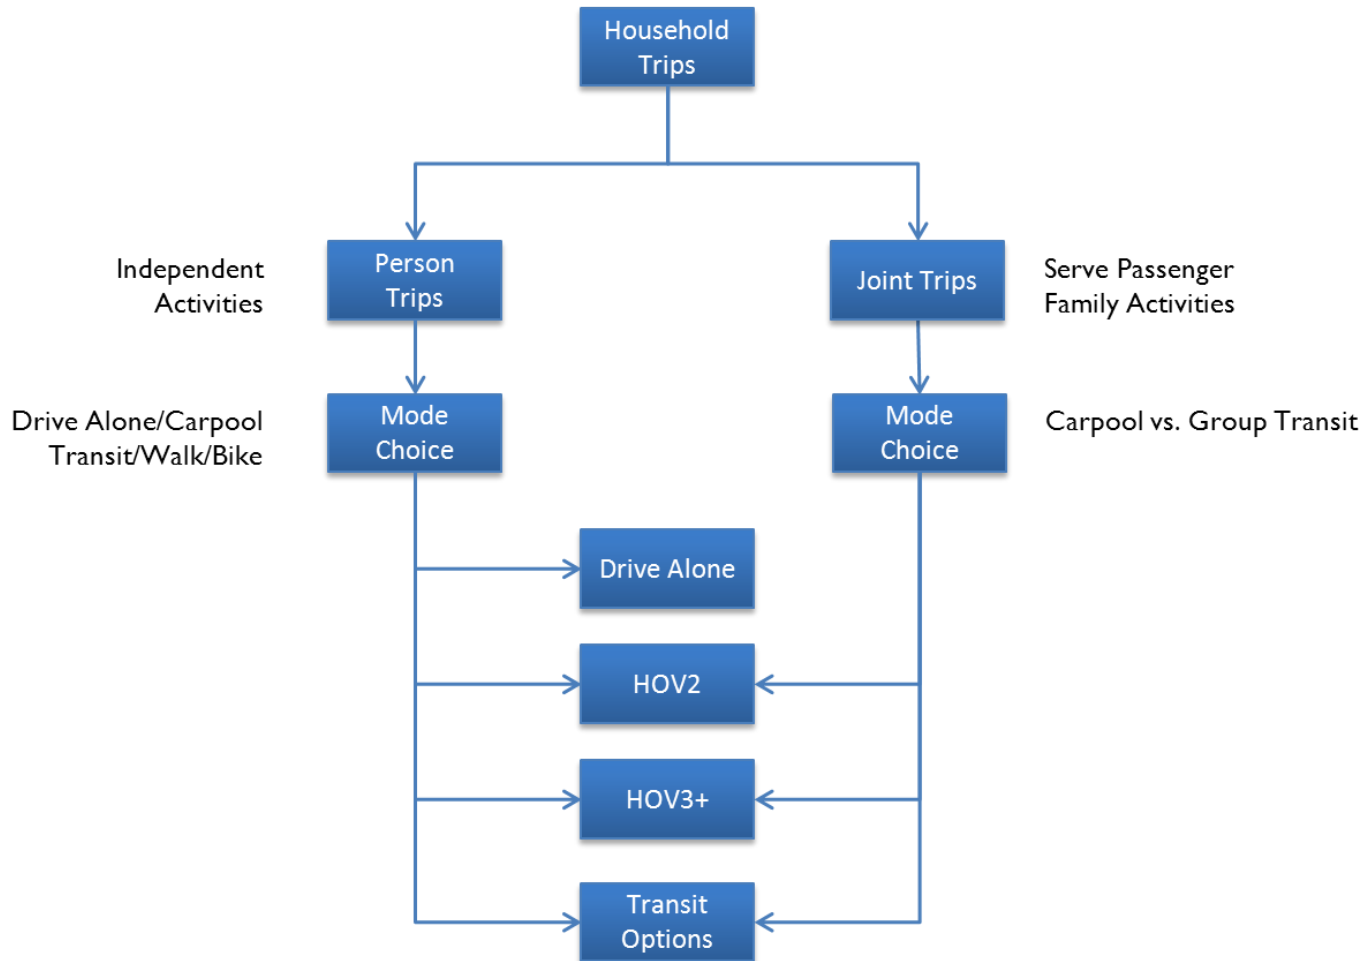 Household
Trips
Independent
Activities
Person
Trips
Joint Trips
Serve Passenger
Family Activities
Drive Alone/Carpool
Transit/Walk/Bike
Mode
Choice
Mode
Choice
Carpool vs. Group Transit
Drive Alone
HOV2
HOV3+
Transit
Options